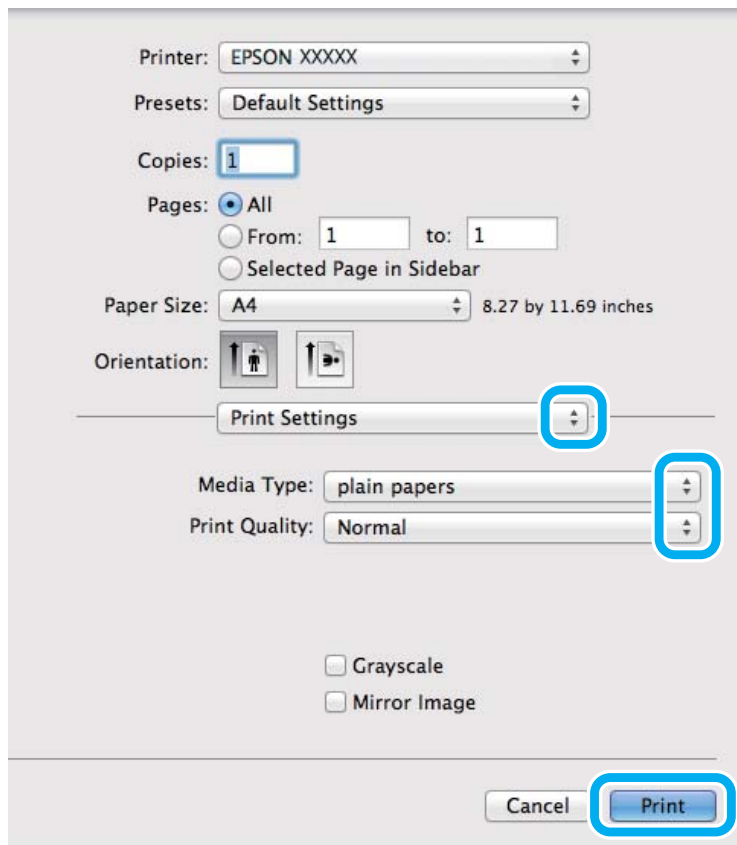 Printer: EPSON XXXXX
Presets: Default Settings
Copies: 1
Pages: All
From: 1 to: 1
Selected Page in Sidebar
Paper Size: A4 8.27 by 11.69 inches
Orientation:
Print Settings
Media Type: plain papers
Print Quality: Normal
Grayscale
Mirror Image
Cancel Print